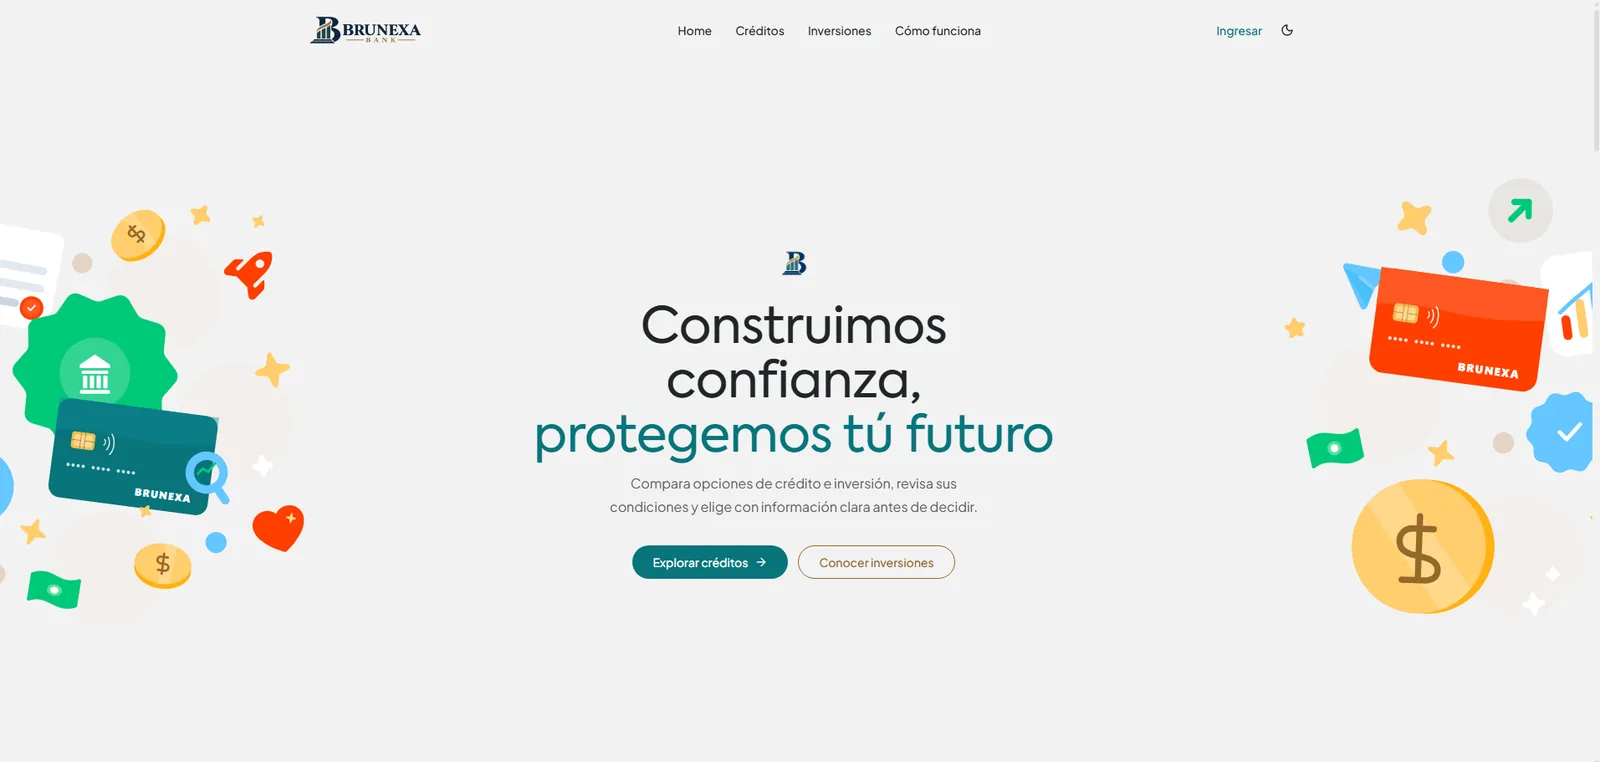 BRUNEXA
BANK
Home
Créditos
Inversiones
Cómo funciona
Ingresar
B
Construimos
confianza,
protegemos tú futuro
Compara opciones de crédito e inversión, revisa sus
condiciones y elige con información clara antes de decidir.
Explorar créditos →
Conocer inversiones
$
BRUNEXA
$
BRUNEXA
$